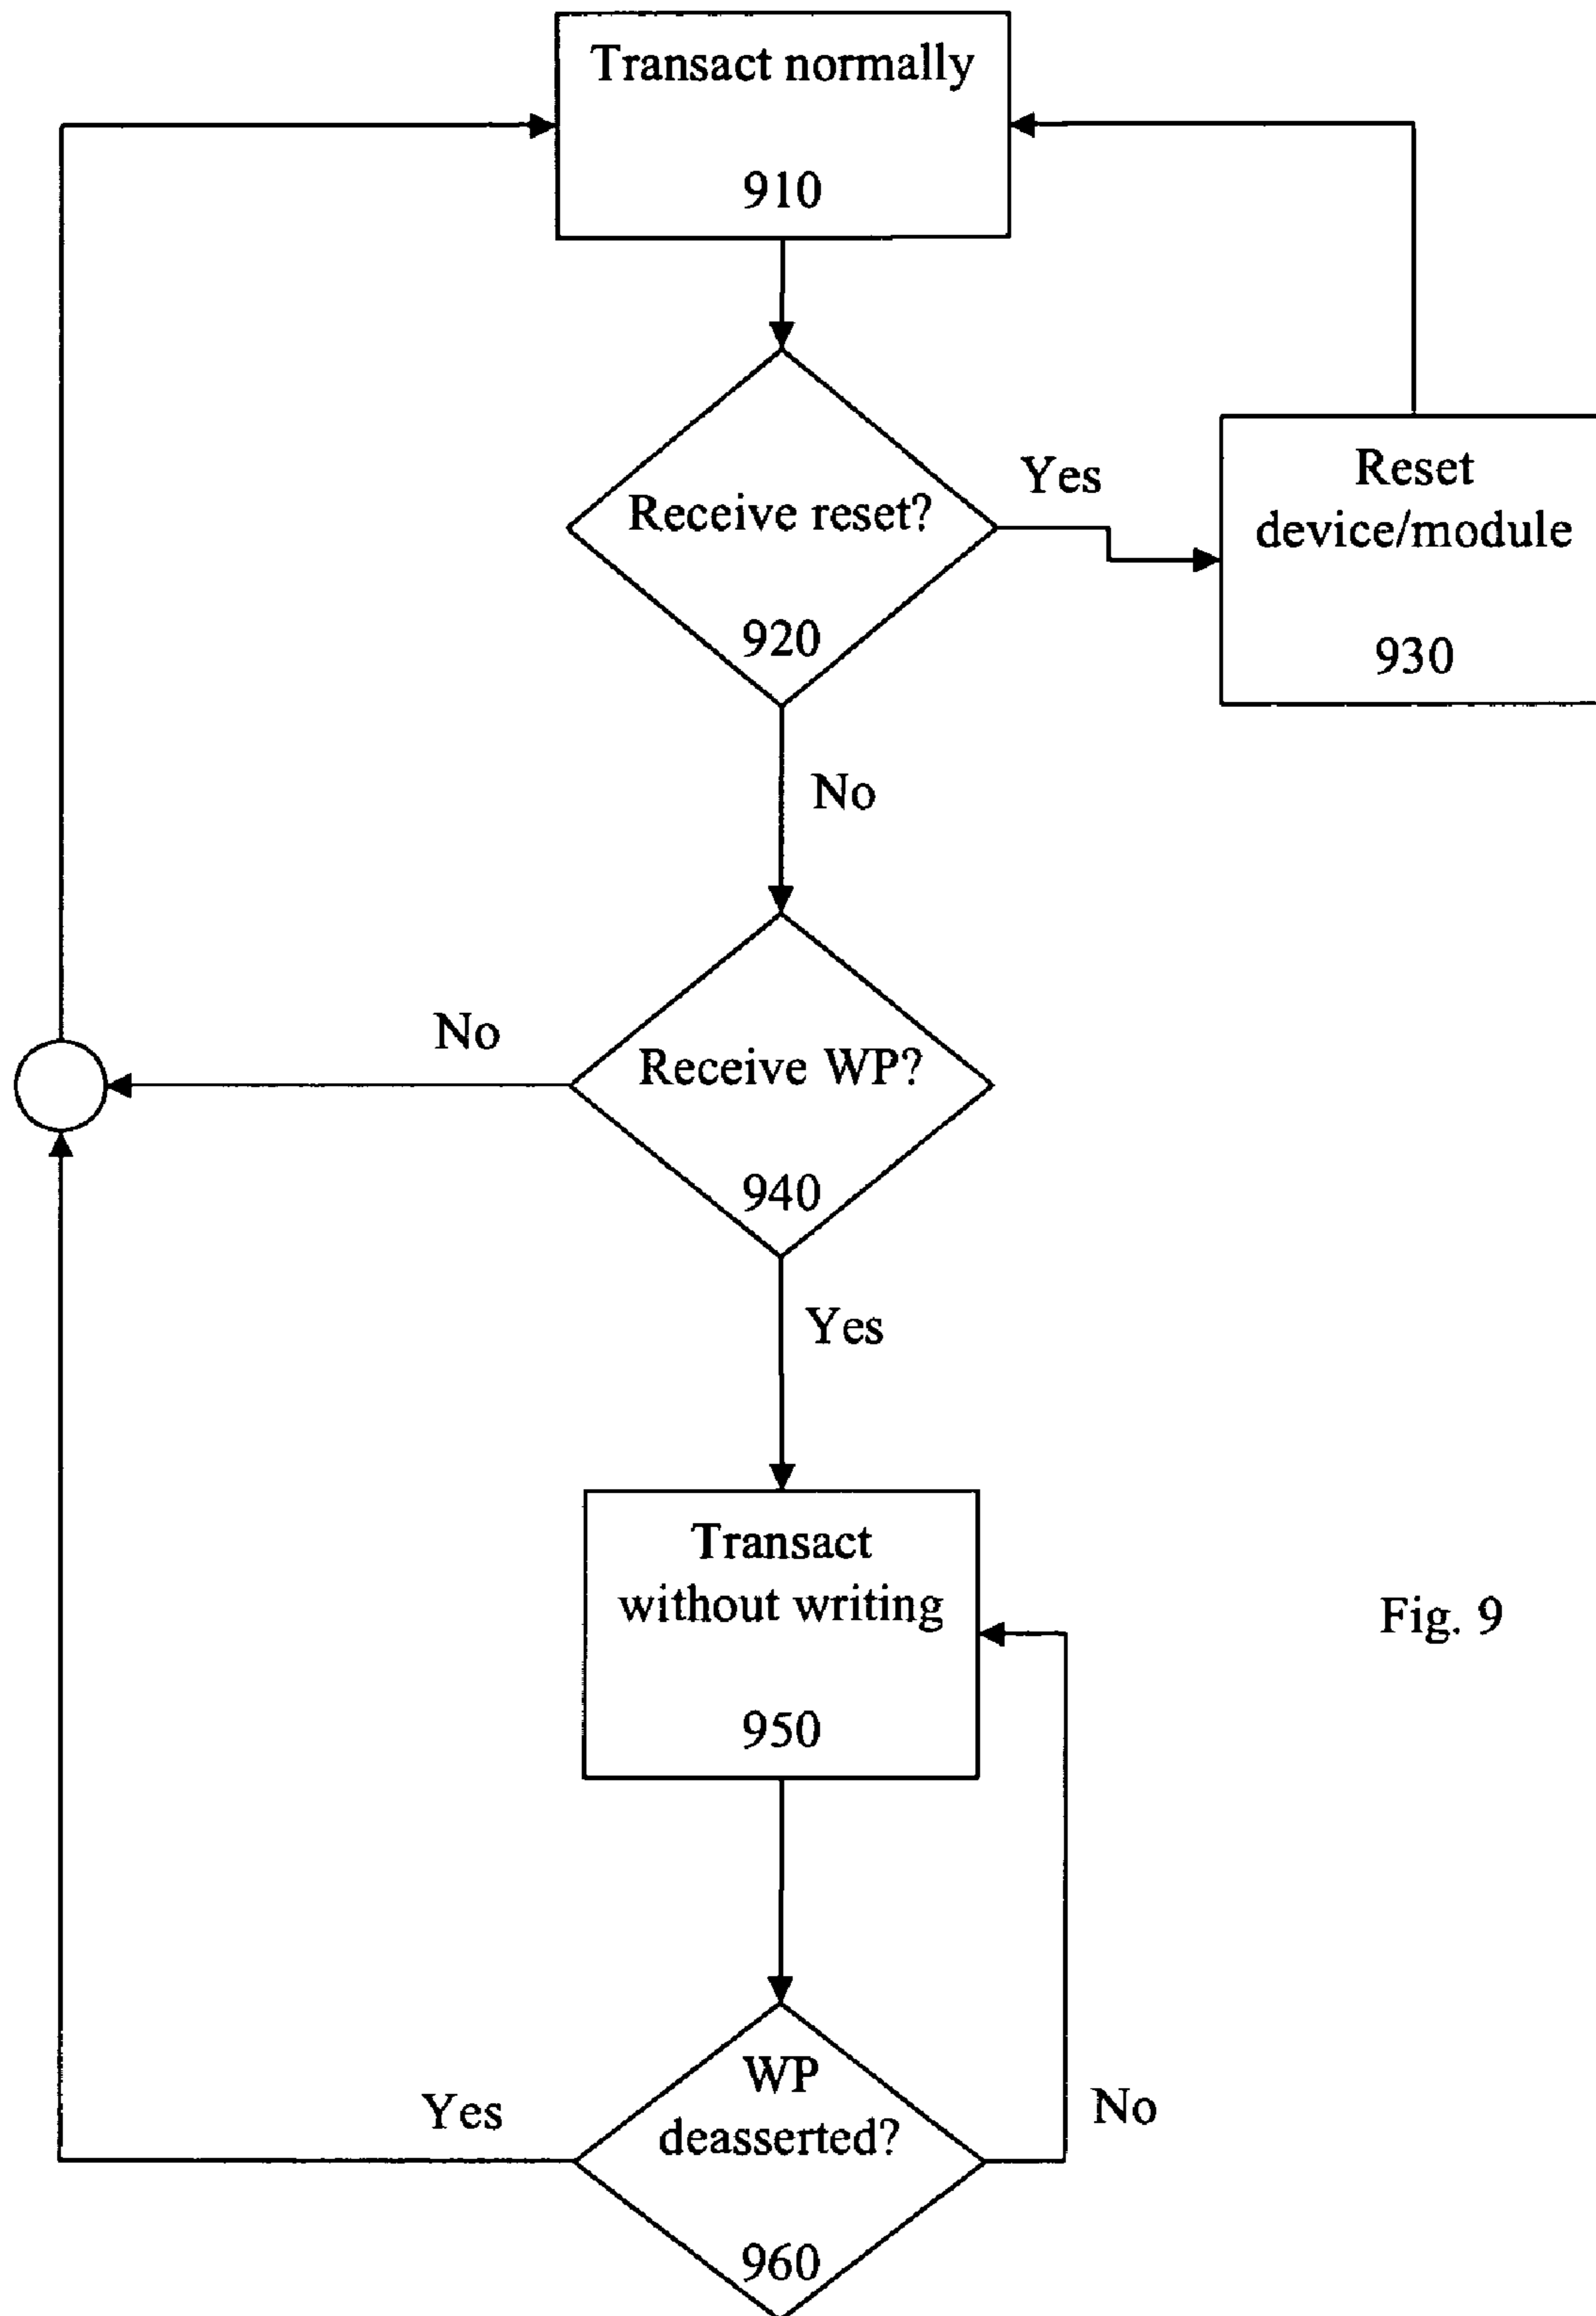 Transact normally
910
Receive reset?
920
Yes
Reset
device/module
930
No
Receive WP?
940
No
Yes
Transact
without writing
950
Fig. 9
WP
deasserted?
960
Yes
No